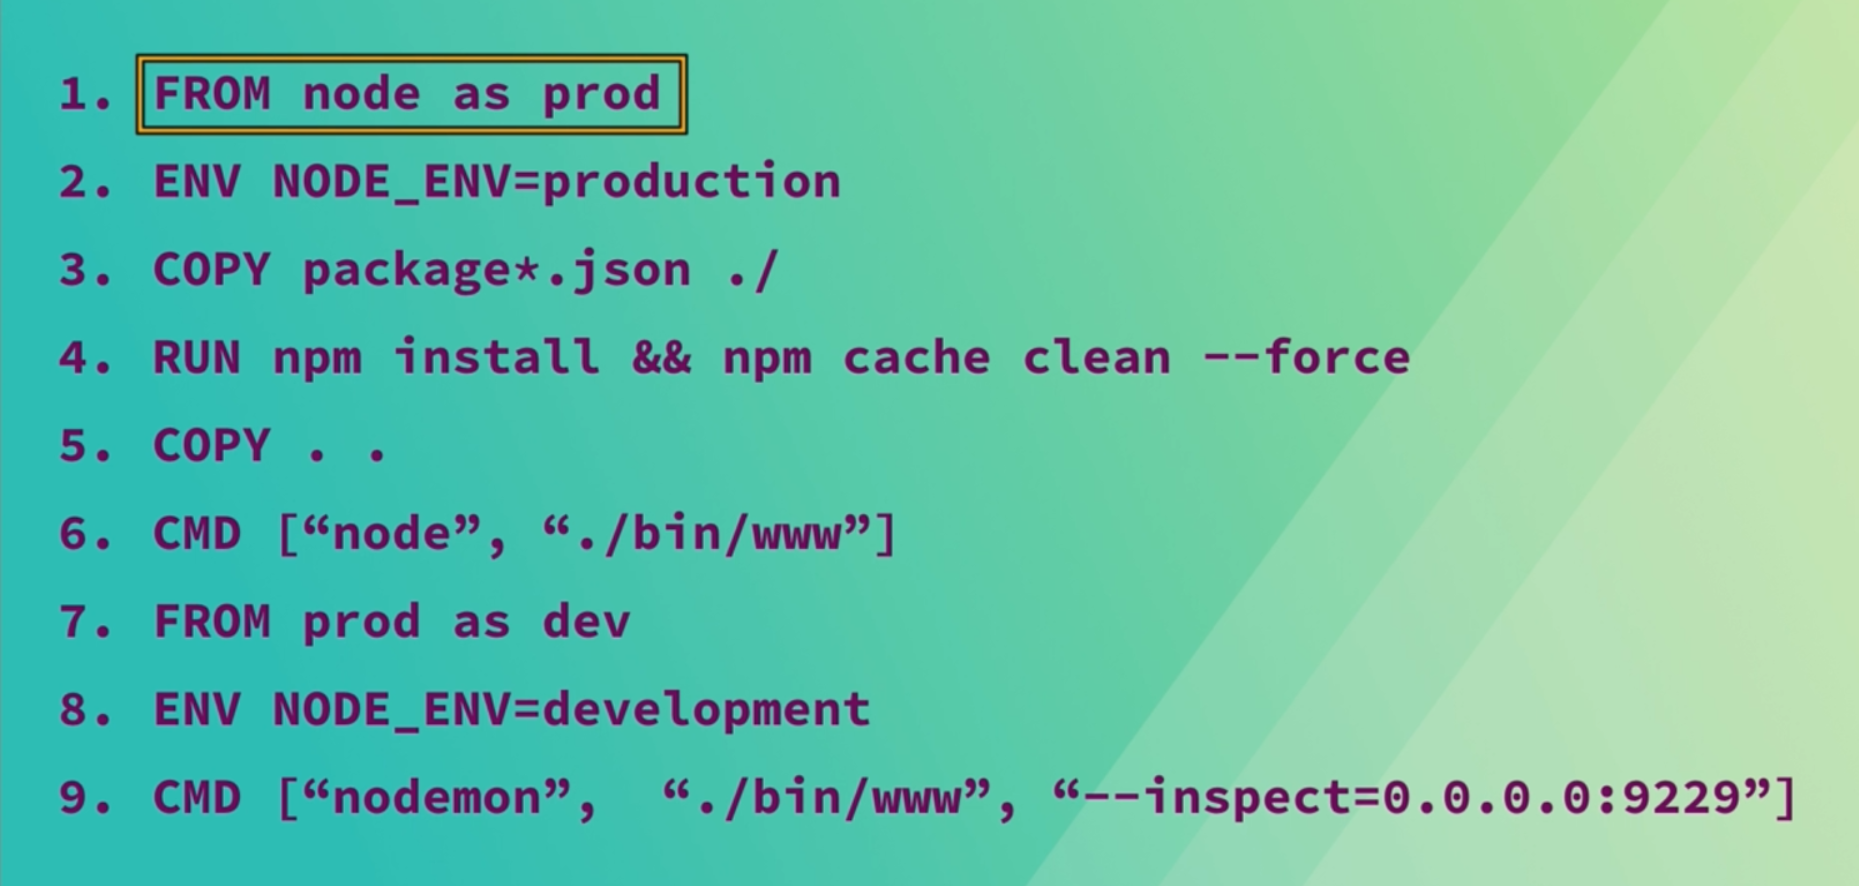 1. FROM node as prod
2. ENV NODE_ENV=production
3. COPY package*.json ./
4. RUN npm install && npm cache clean --force
5. COPY . .
6. CMD [“node”, “./bin/www”]
7. FROM prod as dev
8. ENV NODE_ENV=development
9. CMD [“nodemon”,  “./bin/www”, “--inspect=0.0.0.0:9229”]